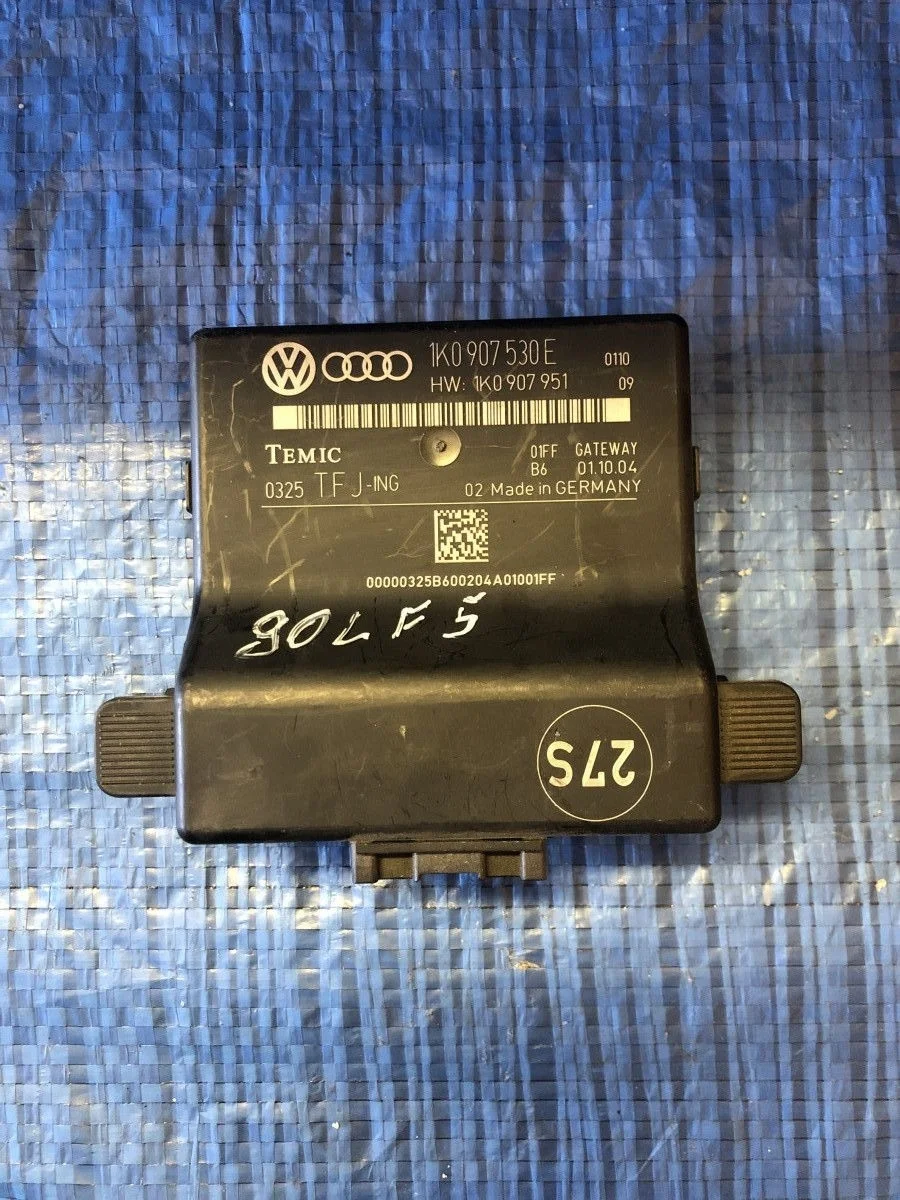 1K0 907 530 E 0110
HW: 1K0 907 951 09
TEMIC 01FF GATEWAY
B6 01.10.04
0325 TFJ-ING 02 Made in GERMANY
00000325B600204A01001FF
GOLF 5
27S